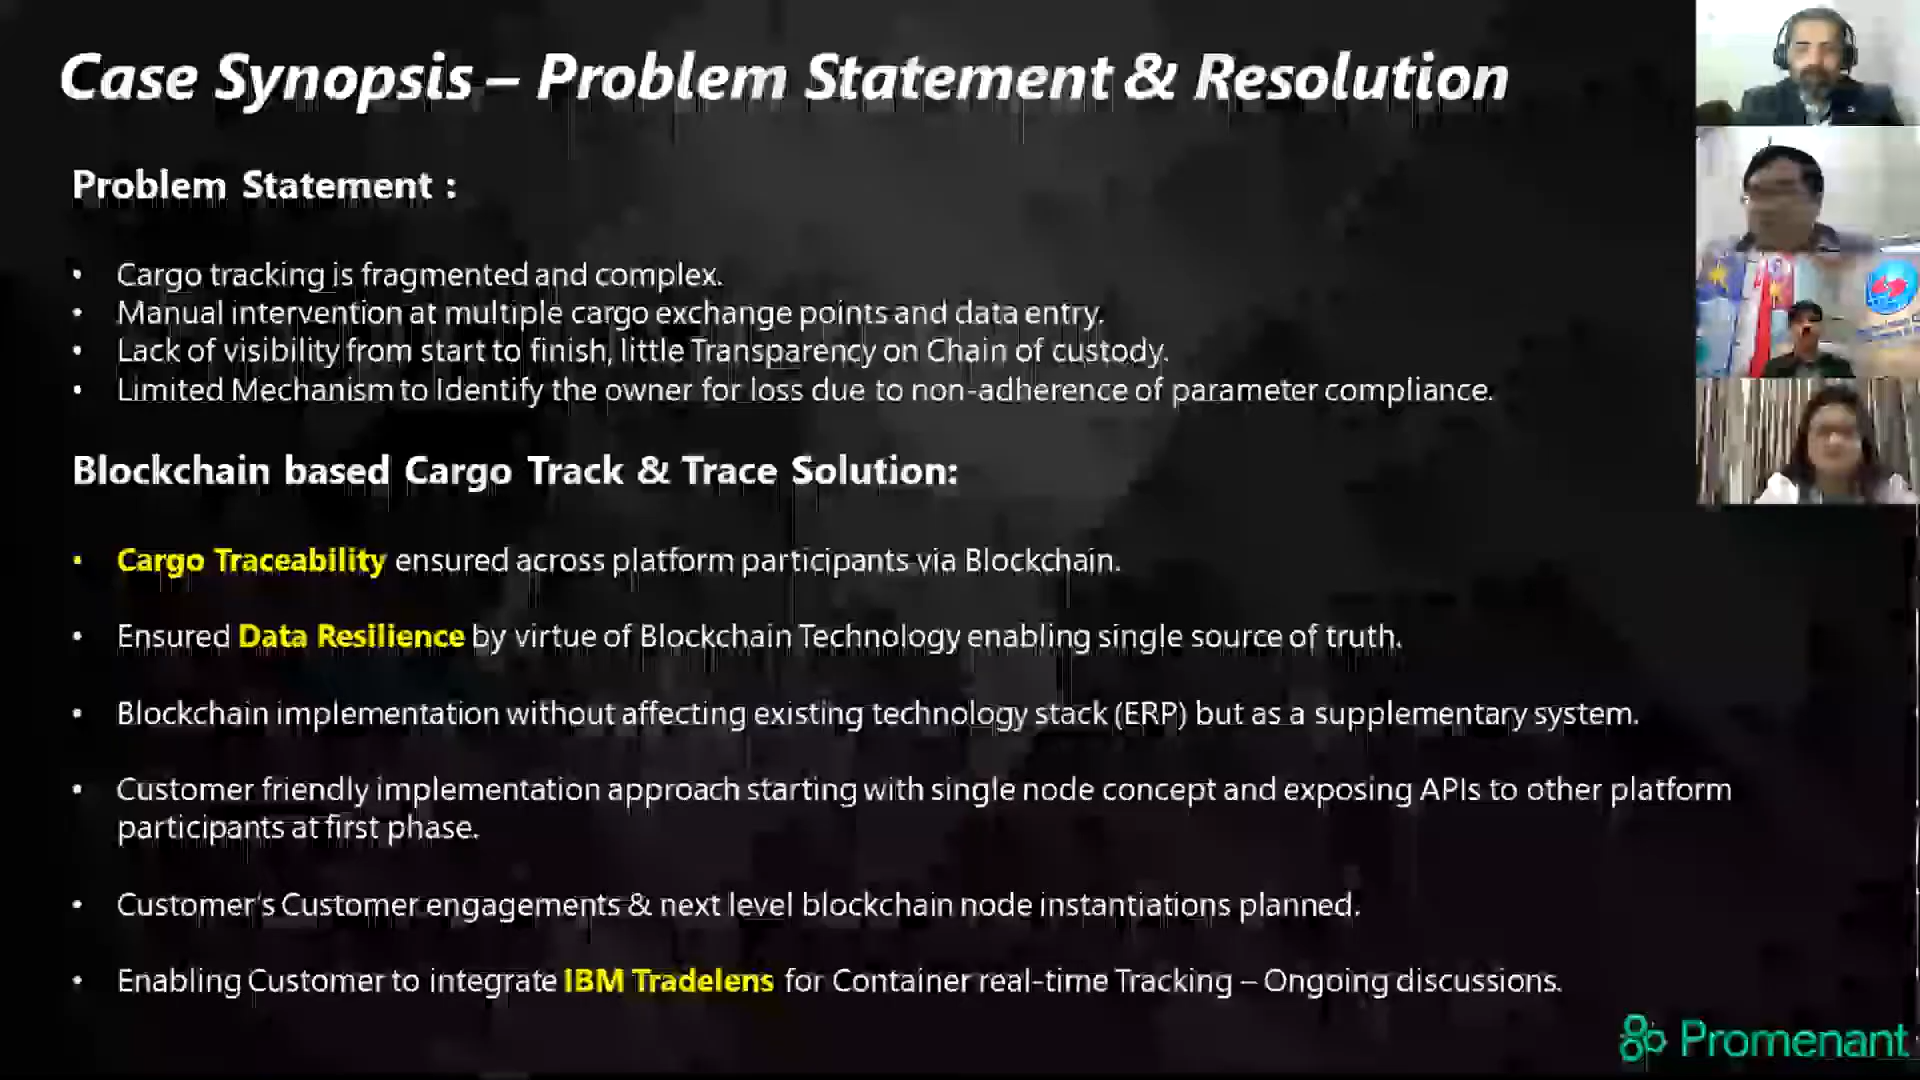 Case Synopsis – Problem Statement & Resolution
Problem Statement :
• Cargo tracking is fragmented and complex.
• Manual intervention at multiple cargo exchange points and data entry.
• Lack of visibility from start to finish, little Transparency on Chain of custody.
• Limited Mechanism to Identify the owner for loss due to non-adherence of parameter compliance.
Blockchain based Cargo Track & Trace Solution:
• Cargo Traceability ensured across platform participants via Blockchain.
• Ensured Data Resilience by virtue of Blockchain Technology enabling single source of truth.
• Blockchain implementation without affecting existing technology stack (ERP) but as a supplementary system.
• Customer friendly implementation approach starting with single node concept and exposing APIs to other platform
participants at first phase.
• Customer's Customer engagements & next level blockchain node instantiations planned.
• Enabling Customer to integrate IBM Tradelens for Container real-time Tracking – Ongoing discussions.
Promenant